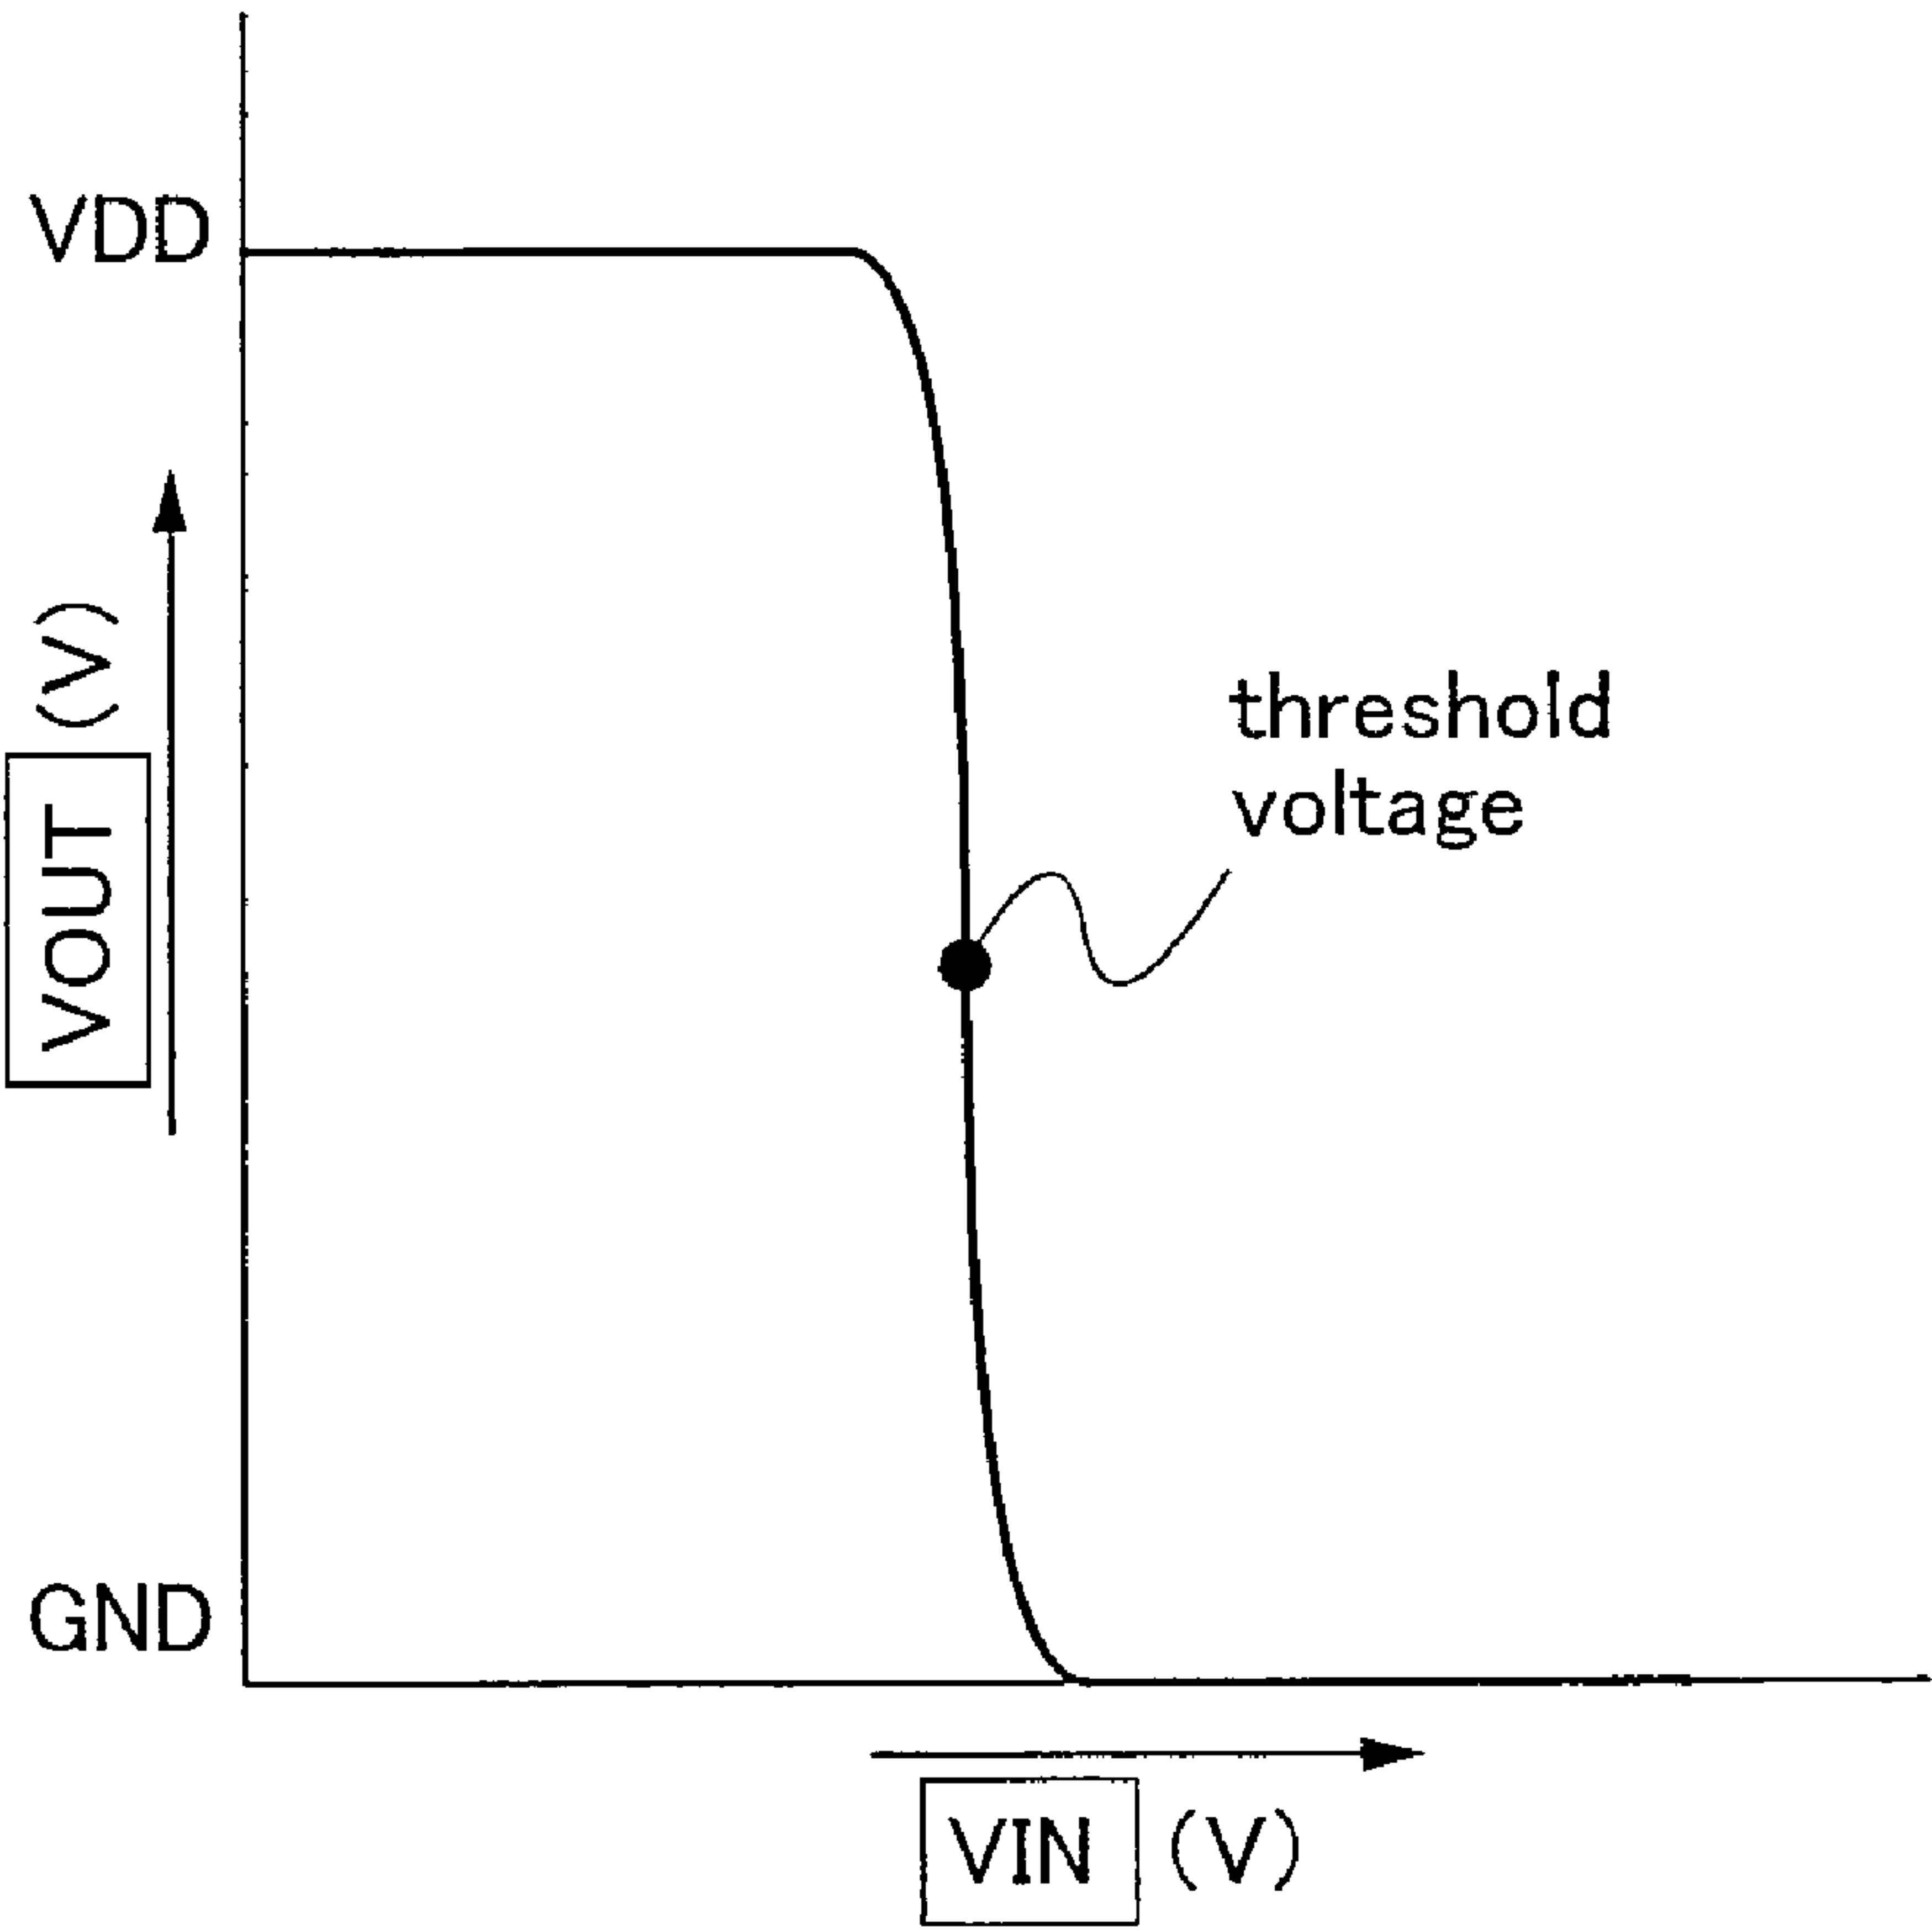 VDD
VOUT (V)
threshold
voltage
GND
VIN (V)